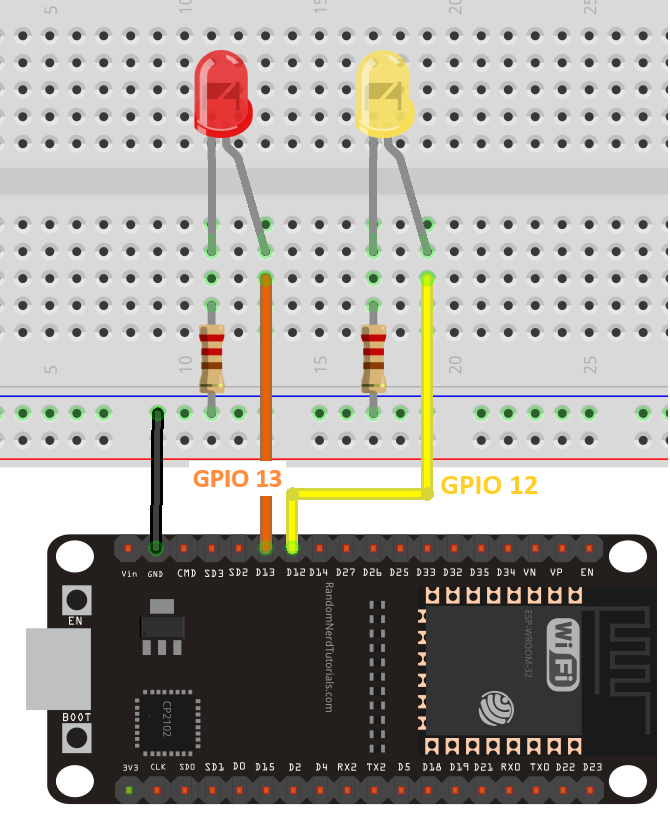 5 10 15 20 25
5 10 15 20 25
GPIO 13
GPIO 12
Vin GND CMD SD3 SD2 D13 D12 D14 D27 D26 D25 D33 D32 D35 D34 VN VP EN
EN
RandomNerdTutorials.com
ESP-WROOM-32
WiFi
BOOT
CP2102
3V3 CLK SD0 SD1 D0 D15 D2 D4 RX2 TX2 D5 D18 D19 D21 RX0 TX0 D22 D23